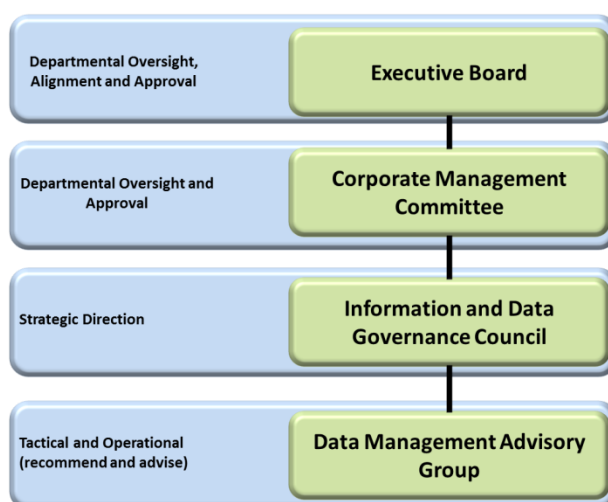 Departmental Oversight,
Alignment and Approval
Executive Board
Departmental Oversight and
Approval
Corporate Management
Committee
Strategic Direction
Information and Data
Governance Council
Tactical and Operational
(recommend and advise)
Data Management Advisory
Group